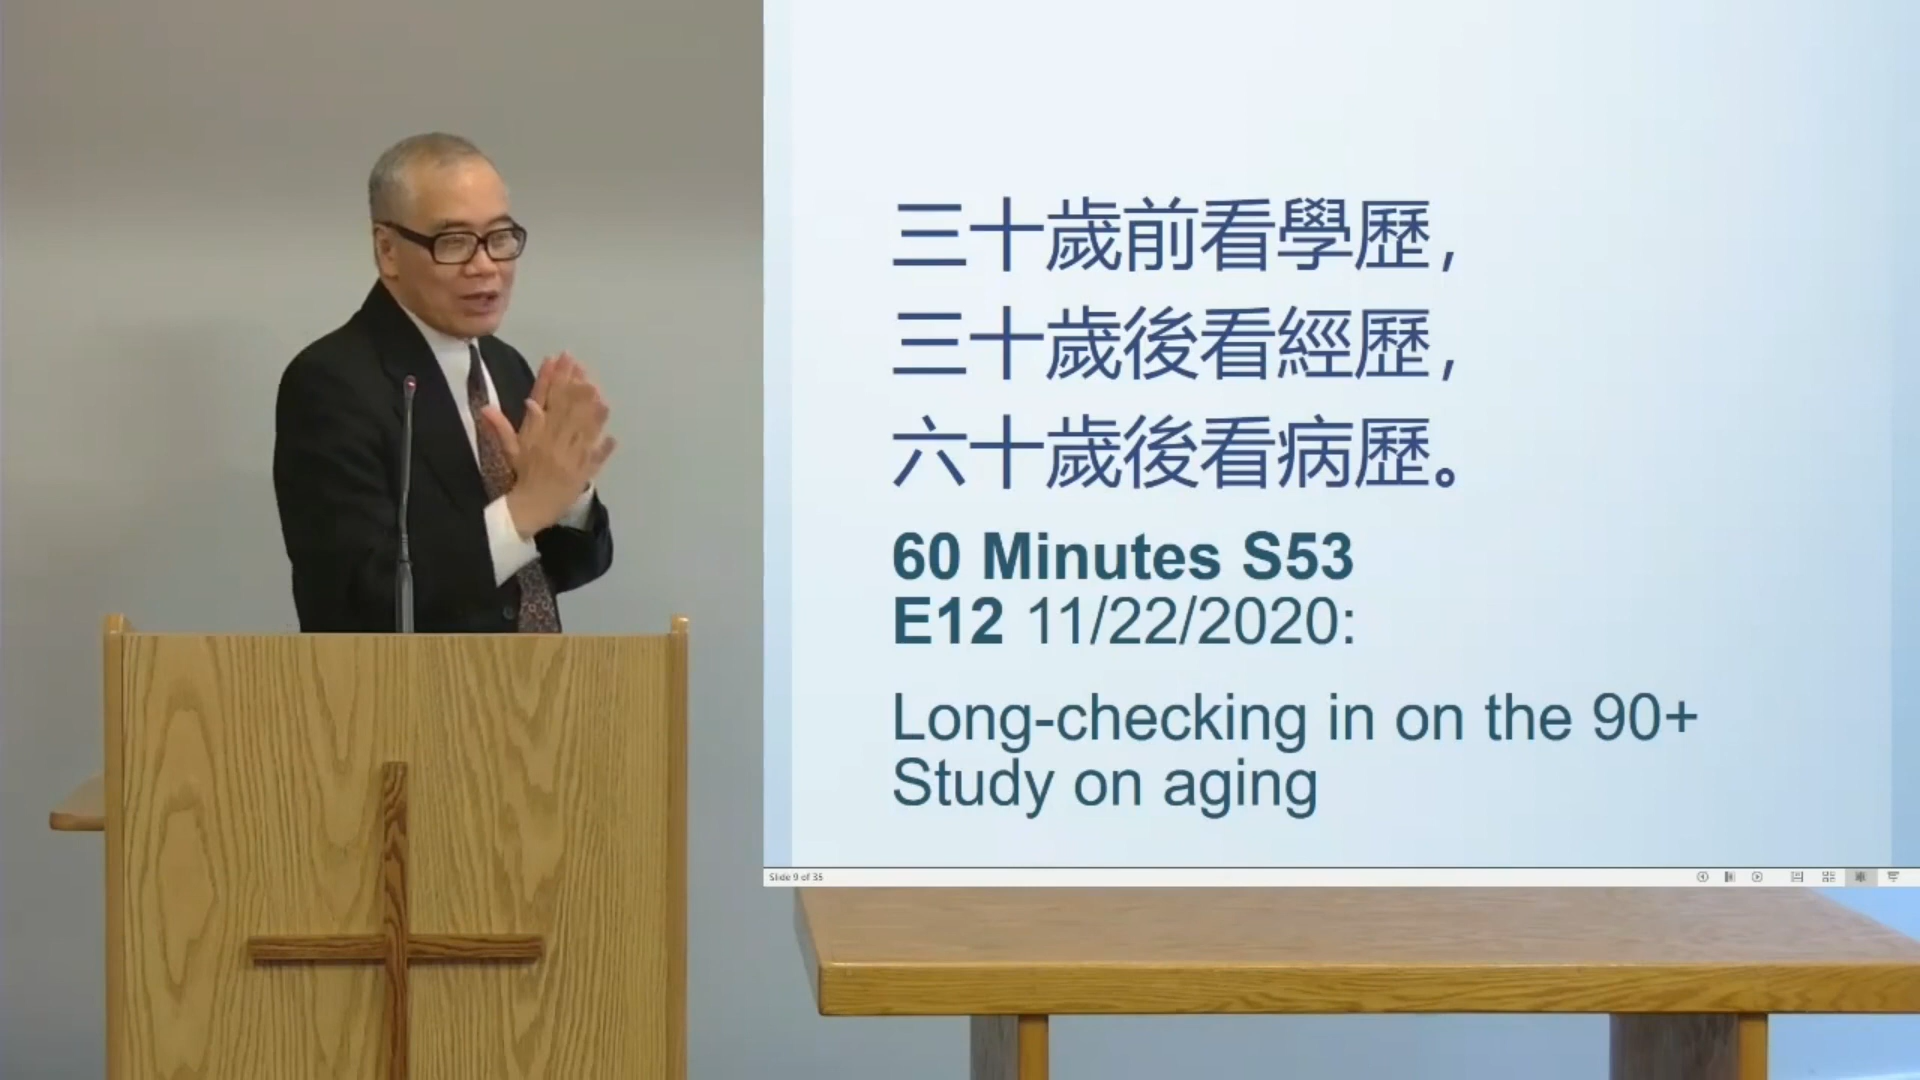 三十歲前看學歷,
三十歲後看經歷,
六十歲後看病歷。
60 Minutes S53
E12 11/22/2020:
Long-checking in on the 90+
Study on aging
Slide 9 of 35